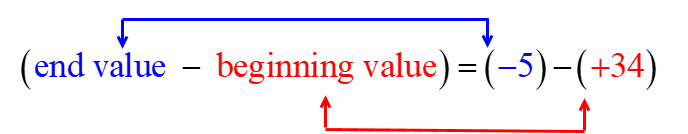 (end value − beginning value) = (−5) − (+34)